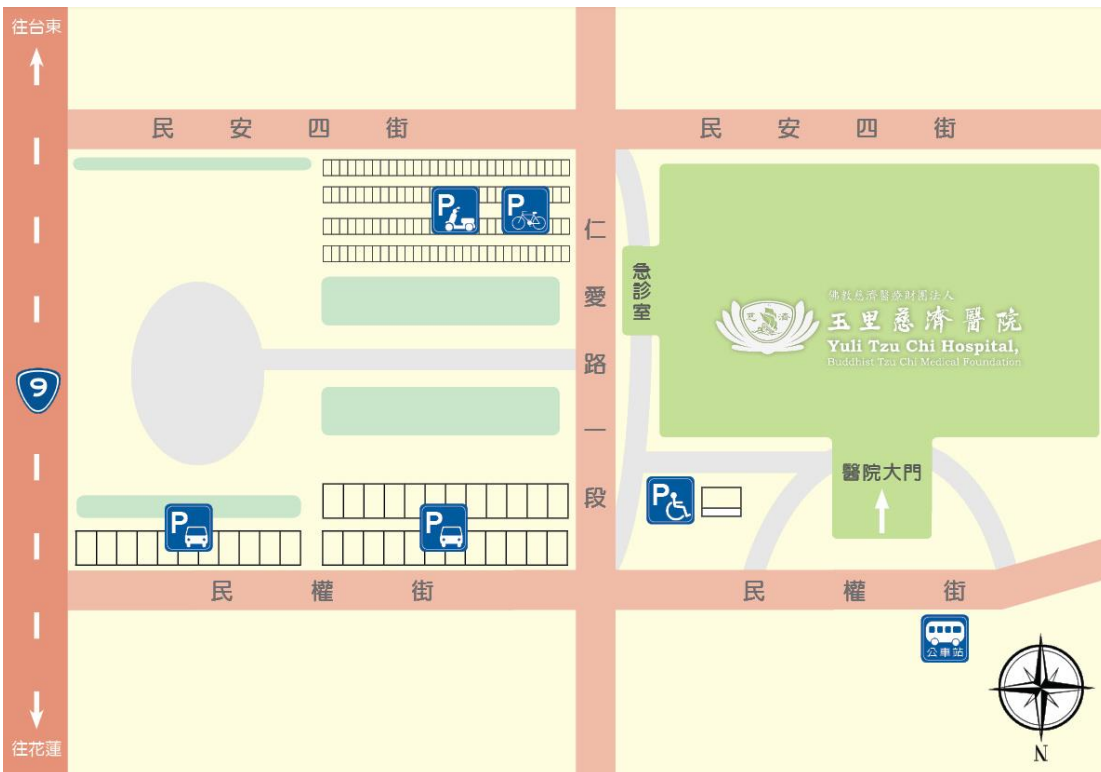 往台東
民安四街
民安四街
P
P
仁愛路一段
急診室
佛教慈濟醫療財團法人
玉里慈濟醫院
Yuli Tzu Chi Hospital,
Buddhist Tzu Chi Medical Foundation
慈濟
9
醫院大門
P
P
P
民權街
民權街
公車站
往花蓮
N